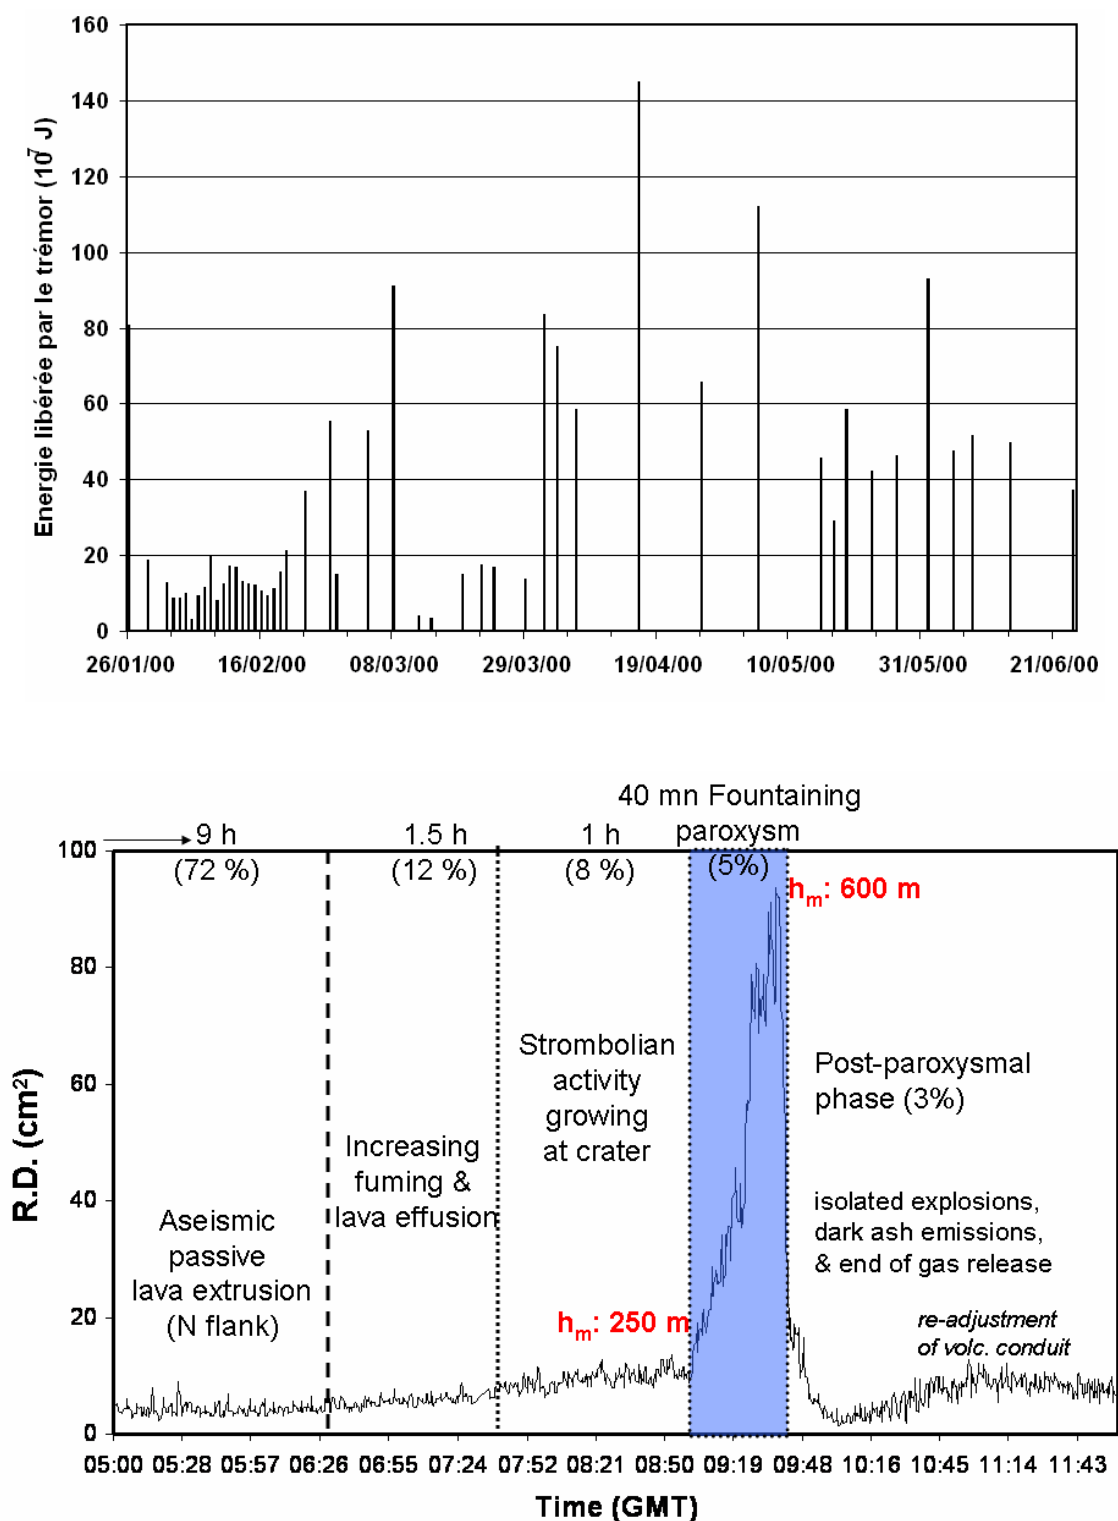 160
140
120
100
80
60
40
20
0
Energie libérée par le trémor (10⁷ J)
26/01/00 16/02/00 08/03/00 29/03/00 19/04/00 10/05/00 31/05/00 21/06/00
40 mn Fountaining
paroxysm
(5%)
9 h
(72 %)
1.5 h
(12 %)
1 h
(8 %)
hm: 600 m
100
80
60
40
20
0
R.D. (cm²)
Strombolian
activity
growing
at crater
Post-paroxysmal
phase (3%)
Increasing
fuming &
lava effusion
Aseismic
passive
lava extrusion
(N flank)
isolated explosions,
dark ash emissions,
& end of gas release
hm: 250 m
re-adjustment
of volc. conduit
05:00 05:28 05:57 06:26 06:55 07:24 07:52 08:21 08:50 09:19 09:48 10:16 10:45 11:14 11:43
Time (GMT)